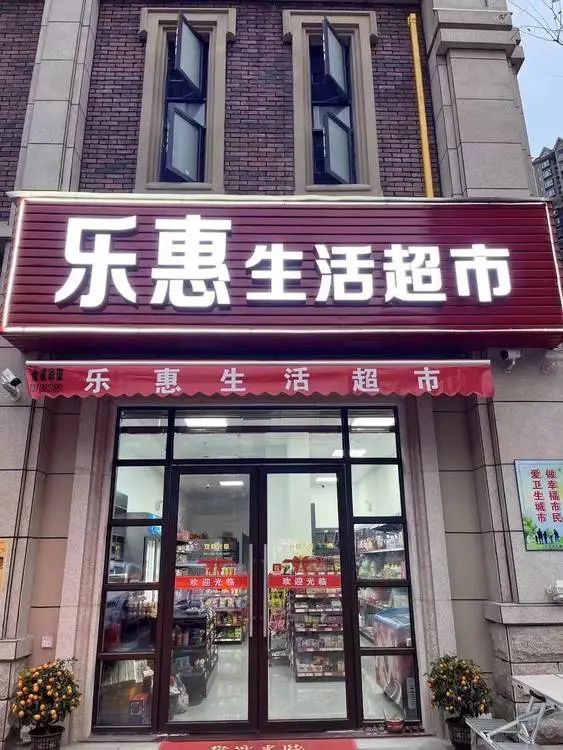 乐惠生活超市
乐惠生活超市
欢迎光临
欢迎光临
做幸福市民
爱卫生城市